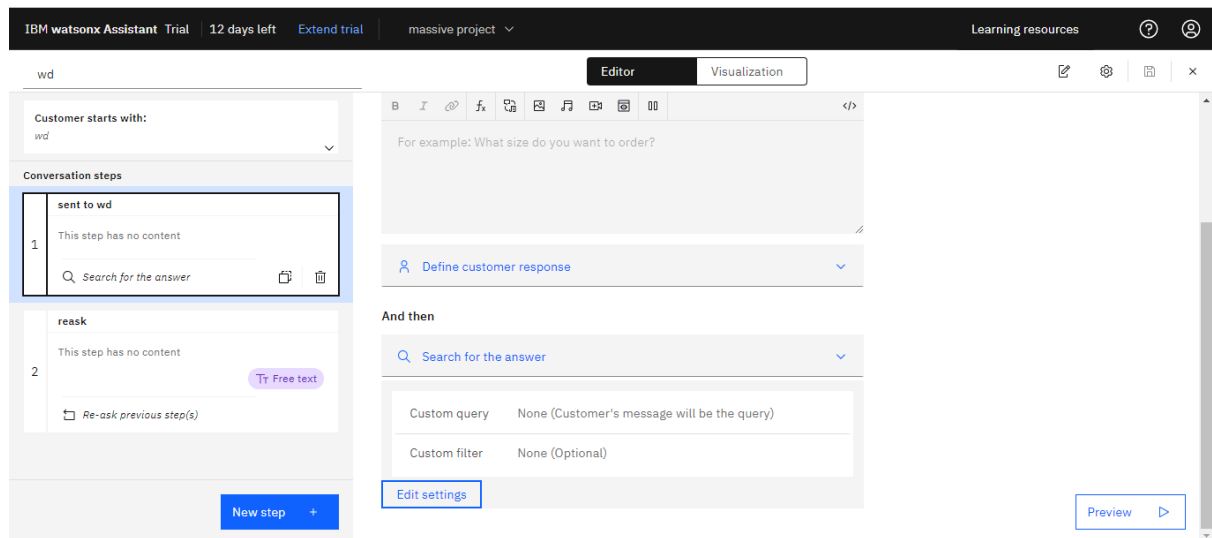 IBM watsonx Assistant Trial 12 days left Extend trial massive project Learning resources
wd
Editor Visualization
Customer starts with:
wd
Conversation steps
1
sent to wd
This step has no content
Search for the answer
2
reask
This step has no content
Tт Free text
Re-ask previous step(s)
New step +
B I fx </>
For example: What size do you want to order?
Define customer response
And then
Search for the answer
Custom query None (Customer's message will be the query)
Custom filter None (Optional)
Edit settings
Preview